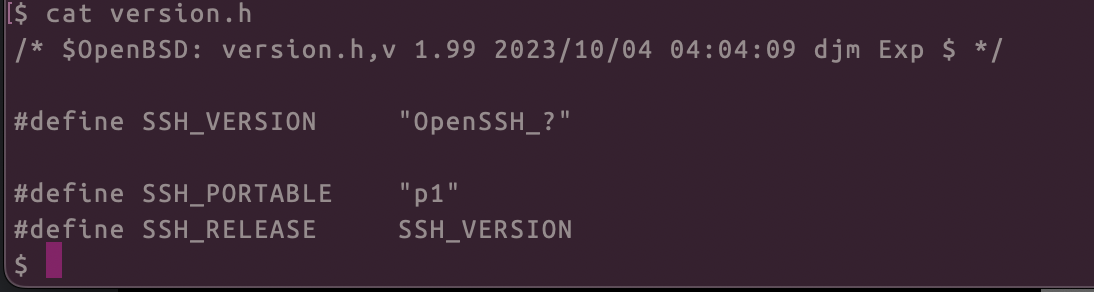 [$ cat version.h
/* $OpenBSD: version.h,v 1.99 2023/10/04 04:04:09 djm Exp $ */
#define SSH_VERSION "OpenSSH_?"
#define SSH_PORTABLE "p1"
#define SSH_RELEASE SSH_VERSION
$